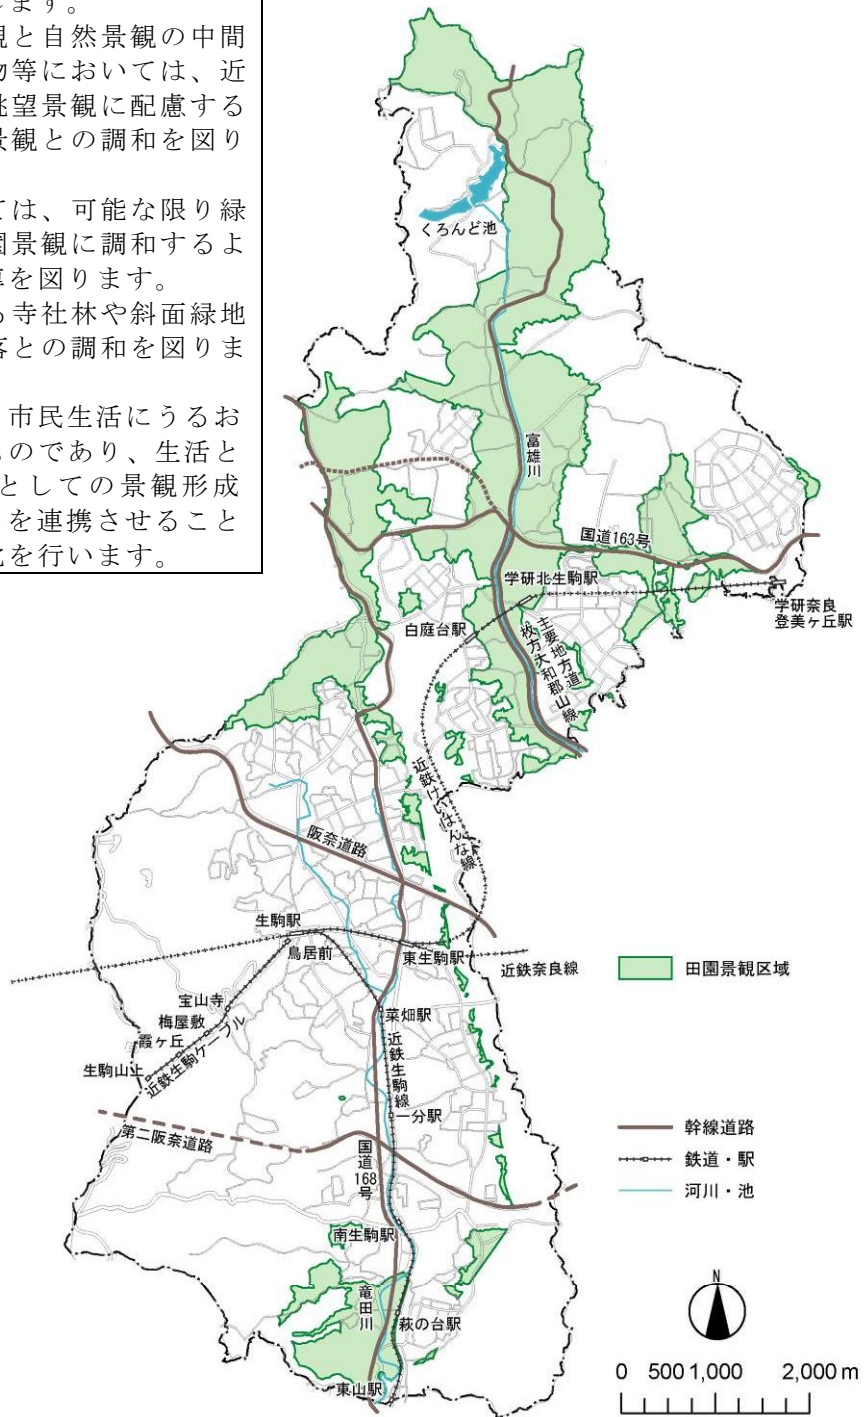 します。
観と自然景観の中間
物等においては、近
眺望景観に配慮する
景観との調和を図り
ては、可能な限り緑
園景観に調和するよ
導を図ります。
る寺社林や斜面緑地
落との調和を図りま
市民生活にうるお
ものであり、生活と
としての景観形成
を連携させること
化を行います。
くろんど池
富雄川
国道163号
学研北生駒駅
学研奈良
登美ヶ丘駅
白庭台駅
主要地方道
枚方大和郡山線
近鉄けいはんな線
阪奈道路
生駒駅
鳥居前
東生駒駅
近鉄奈良線
宝山寺
梅屋敷
霞ヶ丘
生駒山上
近鉄生駒ケーブル
菜畑駅
近鉄生駒線
一分駅
第二阪奈道路
国道168号
南生駒駅
竜田川
萩の台駅
東山駅
田園景観区域
幹線道路
鉄道・駅
河川・池
N
0 500 1,000 2,000 m